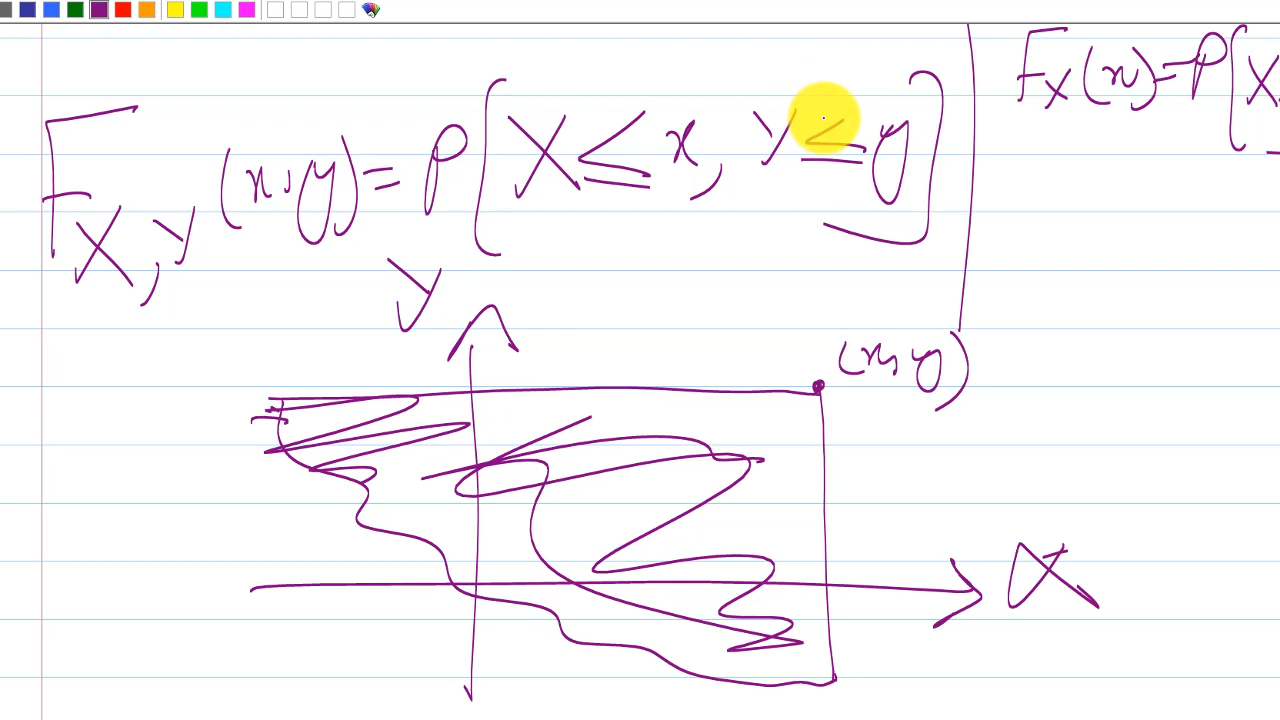 F_{X,Y}(x,y) = P[X ≤ x, Y ≤ y]
F_X(x) = P[X
Y
(x,y)
X